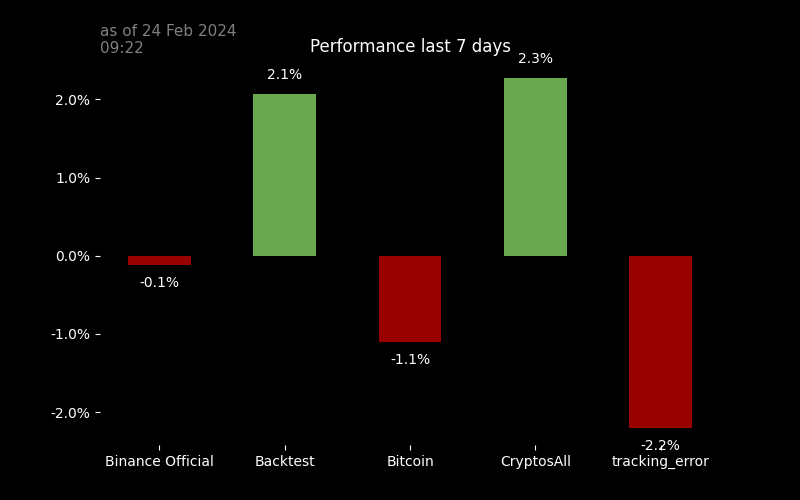 as of 24 Feb 2024
09:22
Performance last 7 days
2.1%
2.3%
2.0%
1.0%
0.0%
-0.1%
-1.0%
-1.1%
-2.0%
-2.2%
Binance Official
Backtest
Bitcoin
CryptosAll
tracking_error